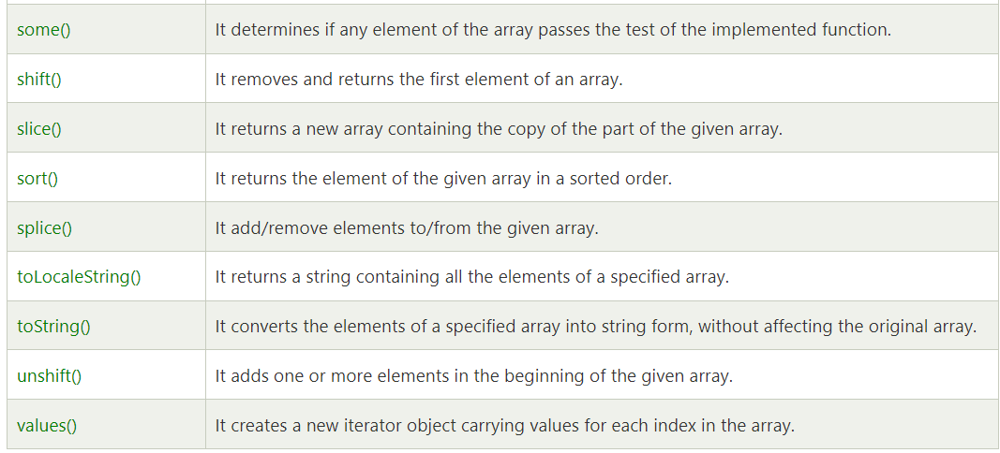 some() It determines if any element of the array passes the test of the implemented function.
shift() It removes and returns the first element of an array.
slice() It returns a new array containing the copy of the part of the given array.
sort() It returns the element of the given array in a sorted order.
splice() It add/remove elements to/from the given array.
toLocaleString() It returns a string containing all the elements of a specified array.
toString() It converts the elements of a specified array into string form, without affecting the original array.
unshift() It adds one or more elements in the beginning of the given array.
values() It creates a new iterator object carrying values for each index in the array.